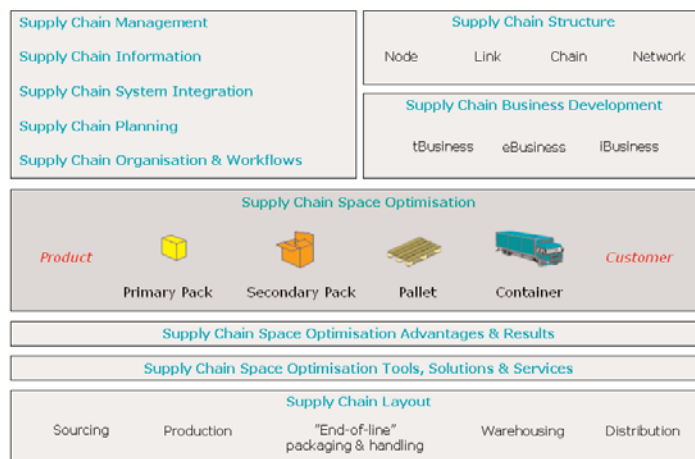 Supply Chain Management
Supply Chain Information
Supply Chain System Integration
Supply Chain Planning
Supply Chain Organisation & Workflows
Supply Chain Structure
Node Link Chain Network
Supply Chain Business Development
tBusiness eBusiness iBusiness
Supply Chain Space Optimisation
Product Customer
Primary Pack Secondary Pack Pallet Container
Supply Chain Space Optimisation Advantages & Results
Supply Chain Space Optimisation Tools, Solutions & Services
Supply Chain Layout
Sourcing Production "End-of-line" Warehousing Distribution
packaging & handling